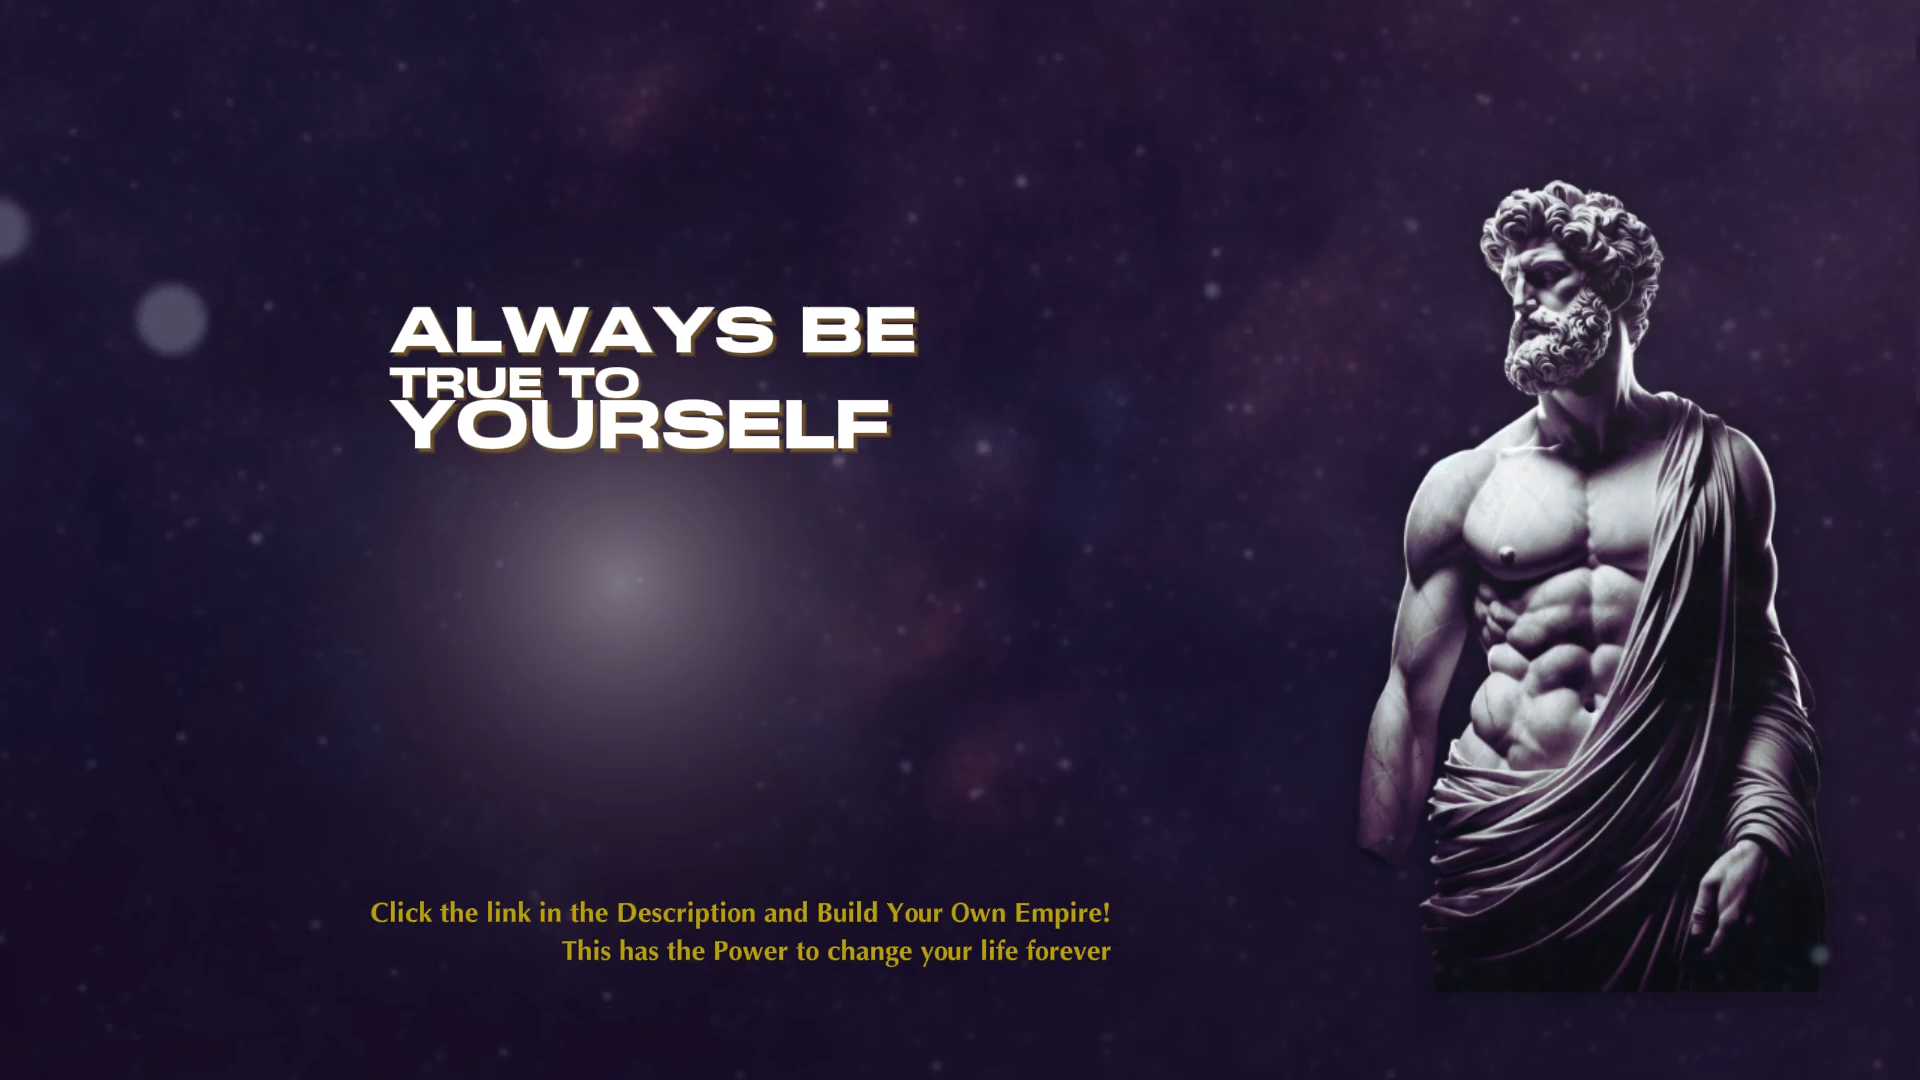 ALWAYS BE
TRUE TO
YOURSELF
Click the link in the Description and Build Your Own Empire!
This has the Power to change your life forever